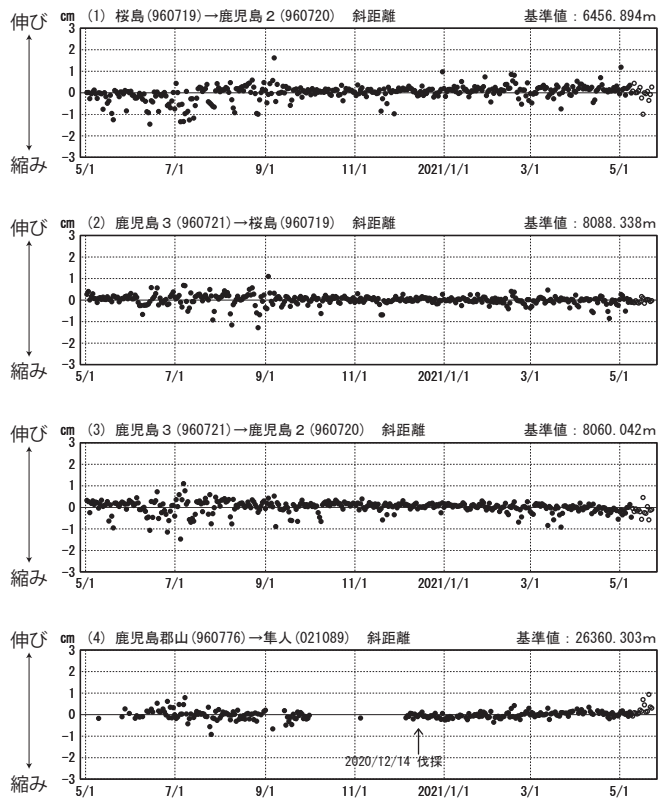 伸び
縮み
cm (1) 桜島(960719)→鹿児島2(960720) 斜距離 基準値：6456.894m
3
2
1
0
-1
-2
-3
5/1 7/1 9/1 11/1 2021/1/1 3/1 5/1
伸び
縮み
cm (2) 鹿児島3(960721)→桜島(960719) 斜距離 基準値：8088.338m
3
2
1
0
-1
-2
-3
5/1 7/1 9/1 11/1 2021/1/1 3/1 5/1
伸び
縮み
cm (3) 鹿児島3(960721)→鹿児島2(960720) 斜距離 基準値：8060.042m
3
2
1
0
-1
-2
-3
5/1 7/1 9/1 11/1 2021/1/1 3/1 5/1
伸び
縮み
cm (4) 鹿児島郡山(960776)→隼人(021089) 斜距離 基準値：26360.303m
3
2
1
0
-1
-2
-3
2020/12/14 伐採
5/1 7/1 9/1 11/1 2021/1/1 3/1 5/1